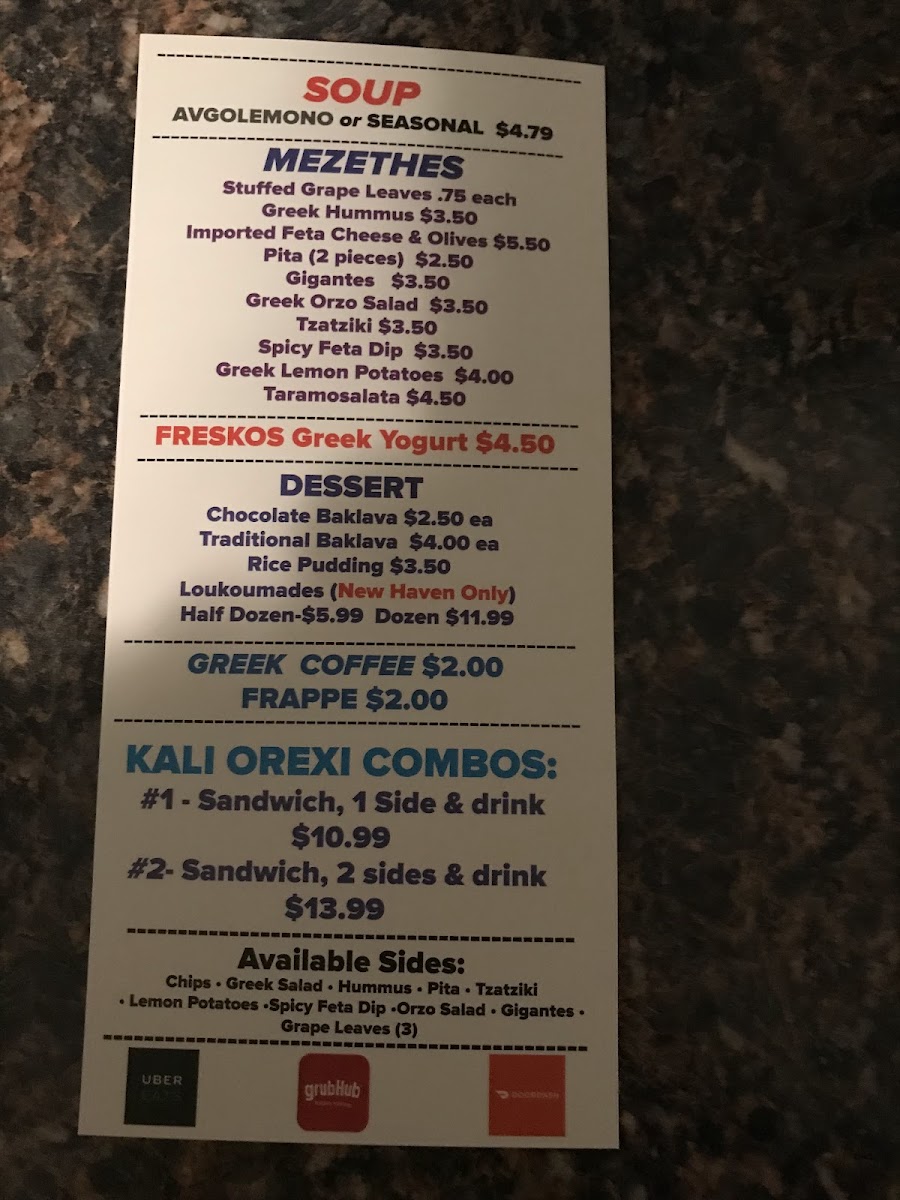 SOUP
AVGOLEMONO or SEASONAL $4.79
MEZETHES
Stuffed Grape Leaves .75 each
Greek Hummus $3.50
Imported Feta Cheese & Olives $5.50
Pita (2 pieces) $2.50
Gigantes $3.50
Greek Orzo Salad $3.50
Tzatziki $3.50
Spicy Feta Dip $3.50
Greek Lemon Potatoes $4.00
Taramosalata $4.50
FRESKOS Greek Yogurt $4.50
DESSERT
Chocolate Baklava $2.50 ea
Traditional Baklava $4.00 ea
Rice Pudding $3.50
Loukoumades (New Haven Only)
Half Dozen-$5.99 Dozen $11.99
GREEK COFFEE $2.00
FRAPPE $2.00
KALI OREXI COMBOS:
#1 - Sandwich, 1 Side & drink
$10.99
#2- Sandwich, 2 sides & drink
$13.99
Available Sides:
Chips • Greek Salad • Hummus • Pita • Tzatziki
• Lemon Potatoes •Spicy Feta Dip •Orzo Salad • Gigantes •
Grape Leaves (3)
UBER
EATS
GRUBHUB
DOORDASH